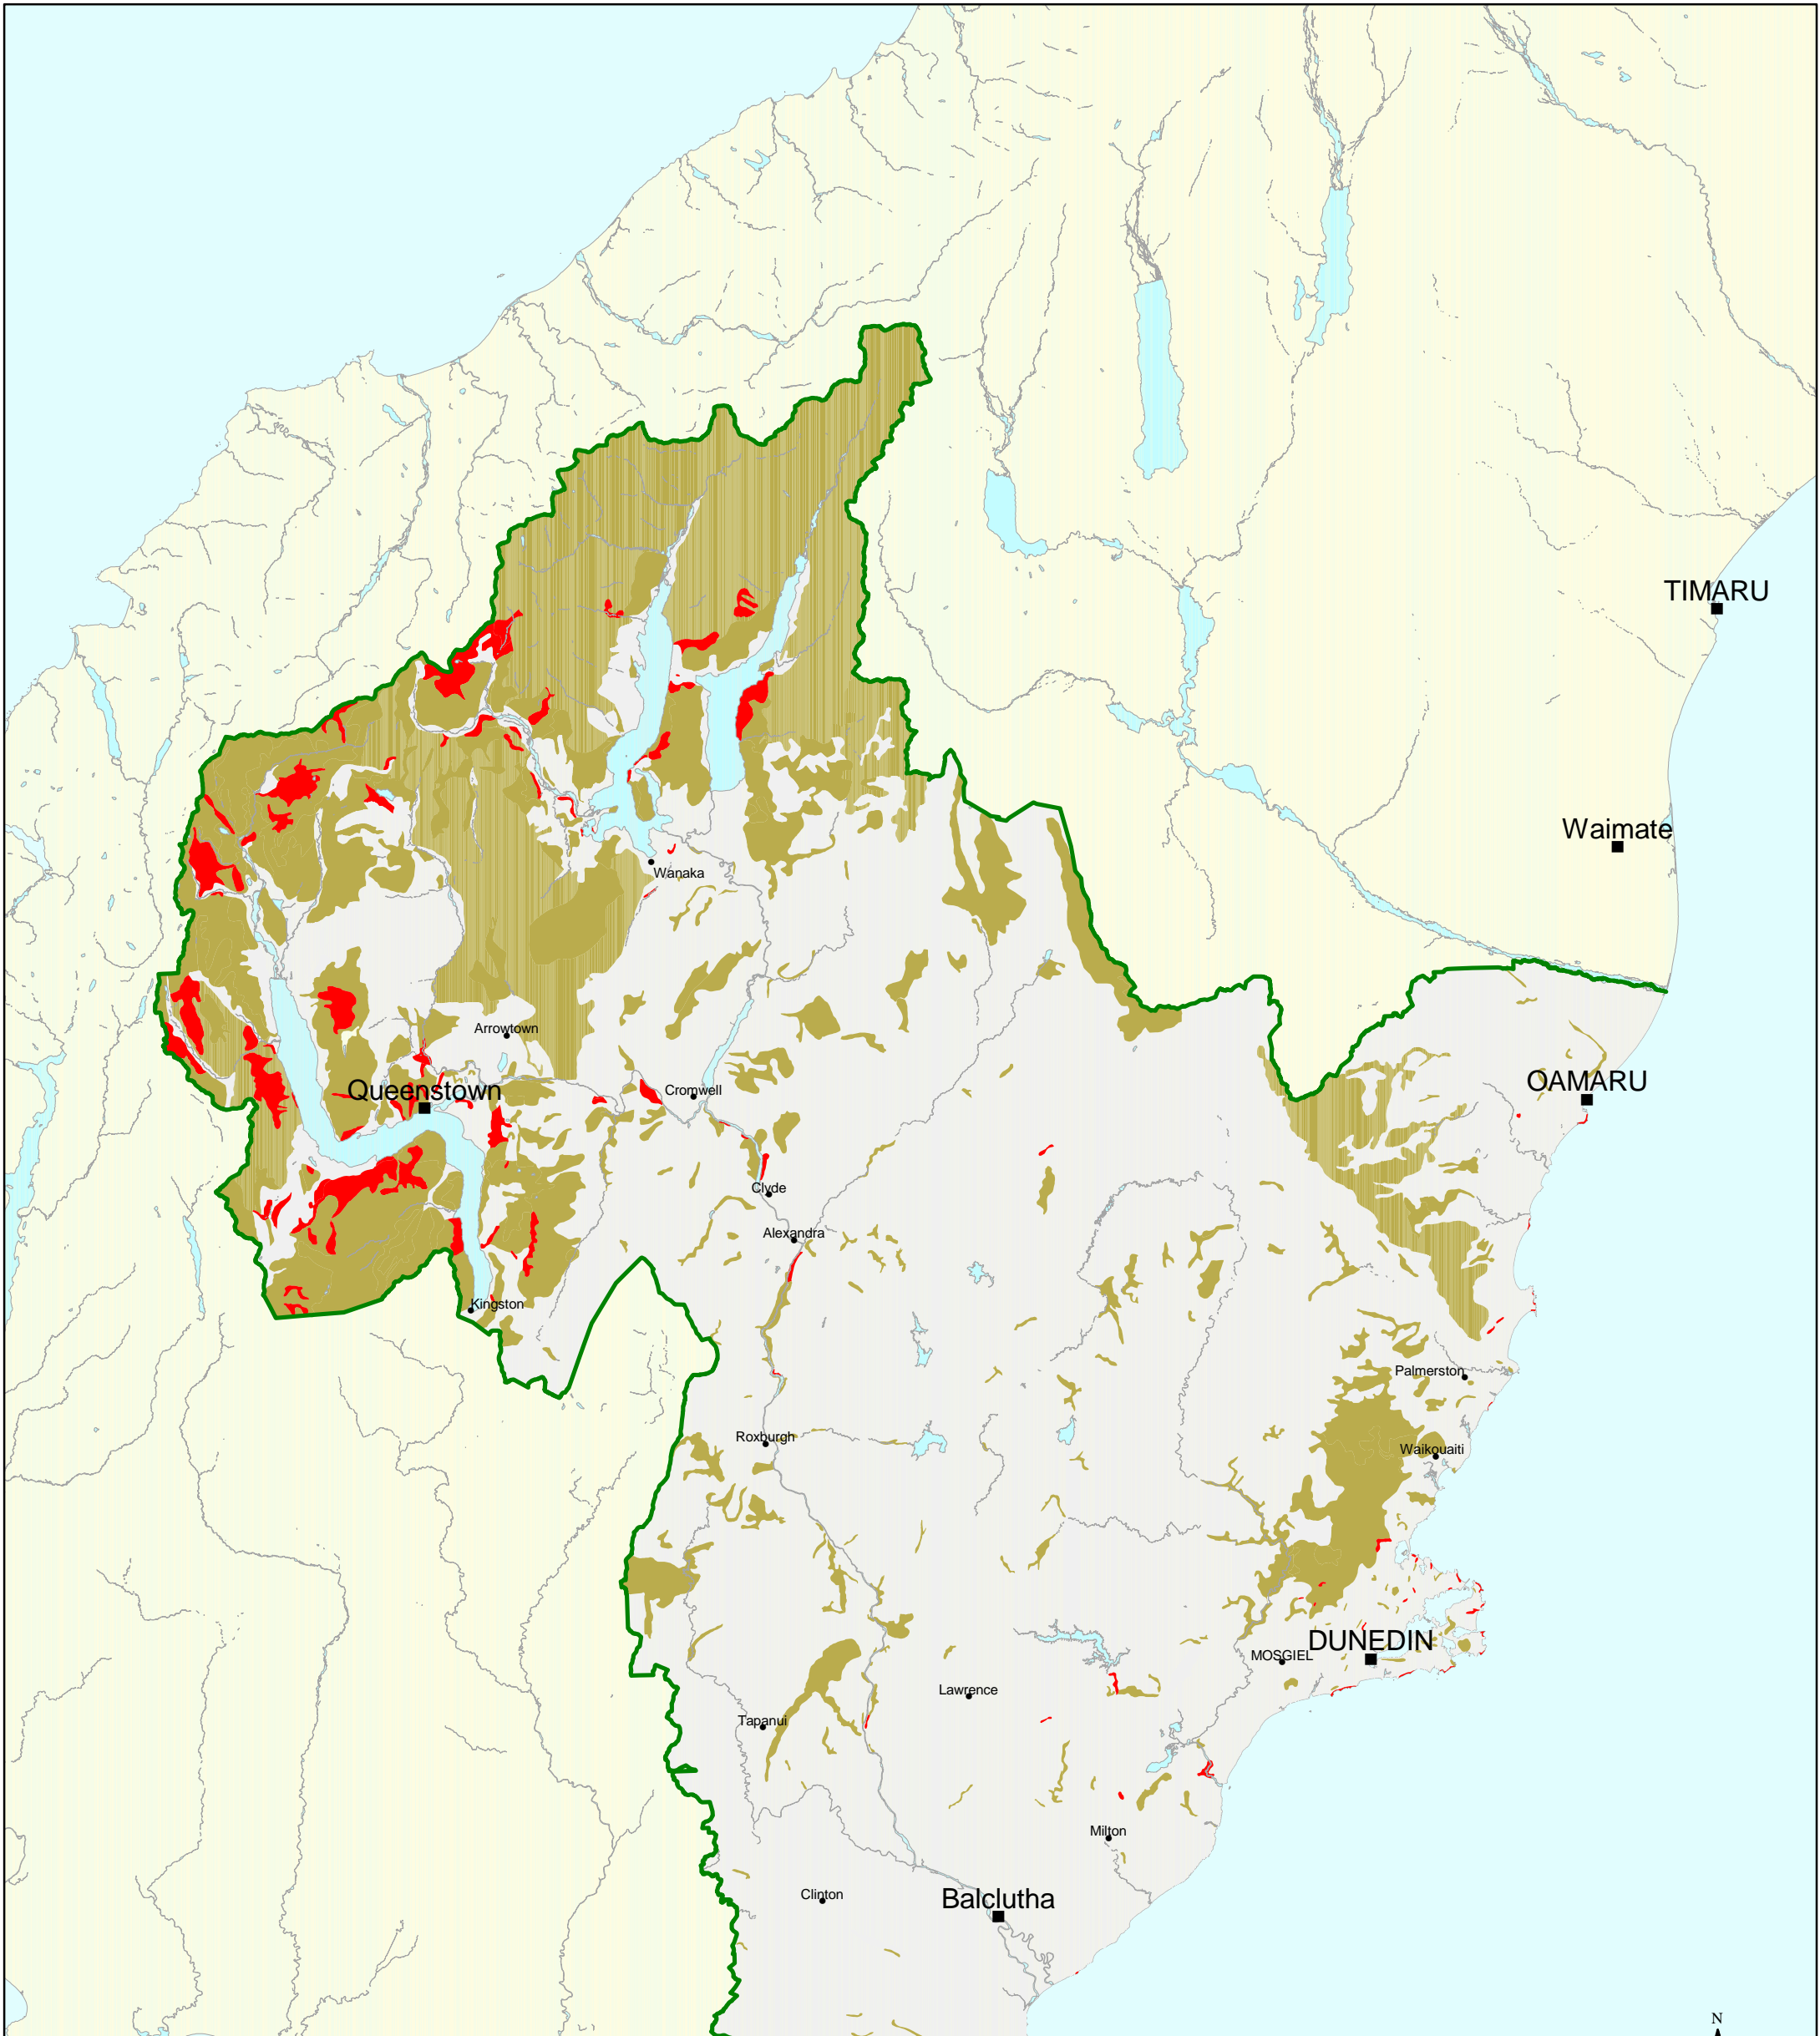 TIMARU
Waimate
Wanaka
Arrowtown
OAMARU
Queenstown
Cromwell
Clyde
Alexandra
Kingston
Palmerston
Roxburgh
Waikouaiti
DUNEDIN
MOSGIEL
Lawrence
Tapanui
Milton
Clinton
Balclutha
N